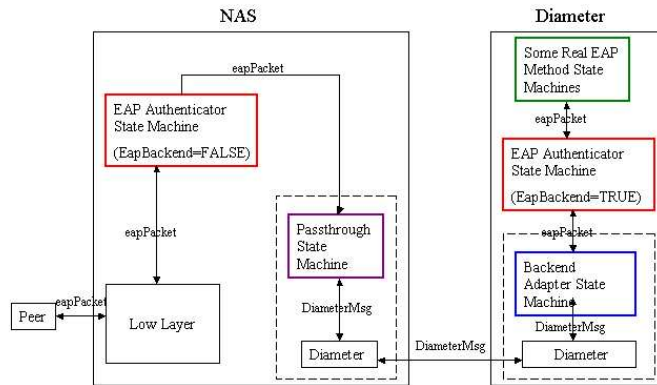 NAS
Diameter
eapPacket
Some Real EAP
Method State
Machines
EAP Authenticator
State Machine
(EapBackend=FALSE)
eapPacket
EAP Authenticator
State Machine
(EapBackend=TRUE)
eapPacket
Passthrough
State
Machine
eapPacket
Backend
Adapter State
Machine
eapPacket
Peer
Low Layer
DiameterMsg
DiameterMsg
Diameter
DiameterMsg
Diameter